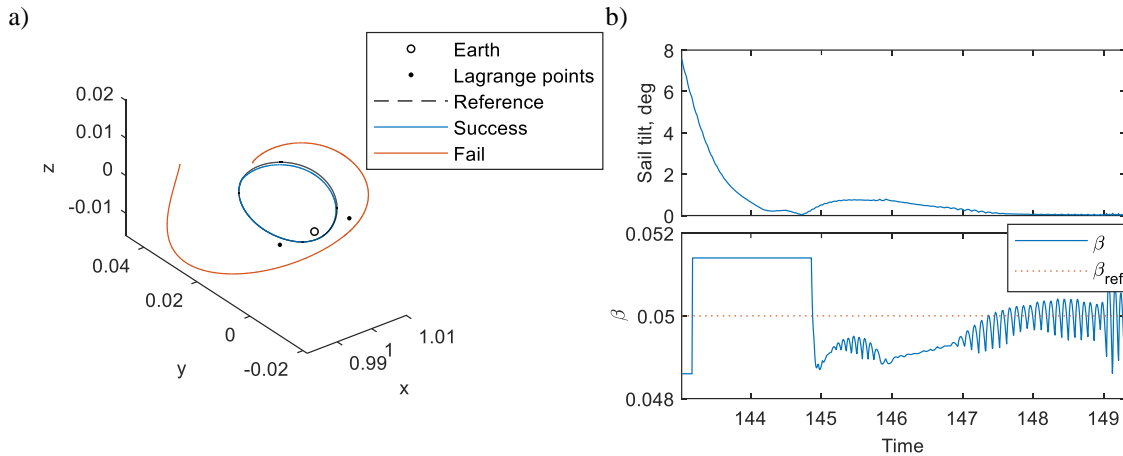 a)
Earth
Lagrange points
Reference
Success
Fail
0.02
0.01
0
-0.01
z
0.04
0.02
0
-0.02
y
0.99
1
1.01
x
b)
8
6
4
2
0
Sail tilt, deg
0.052
0.05
0.048
β
β
βref
144
145
146
147
148
149
Time